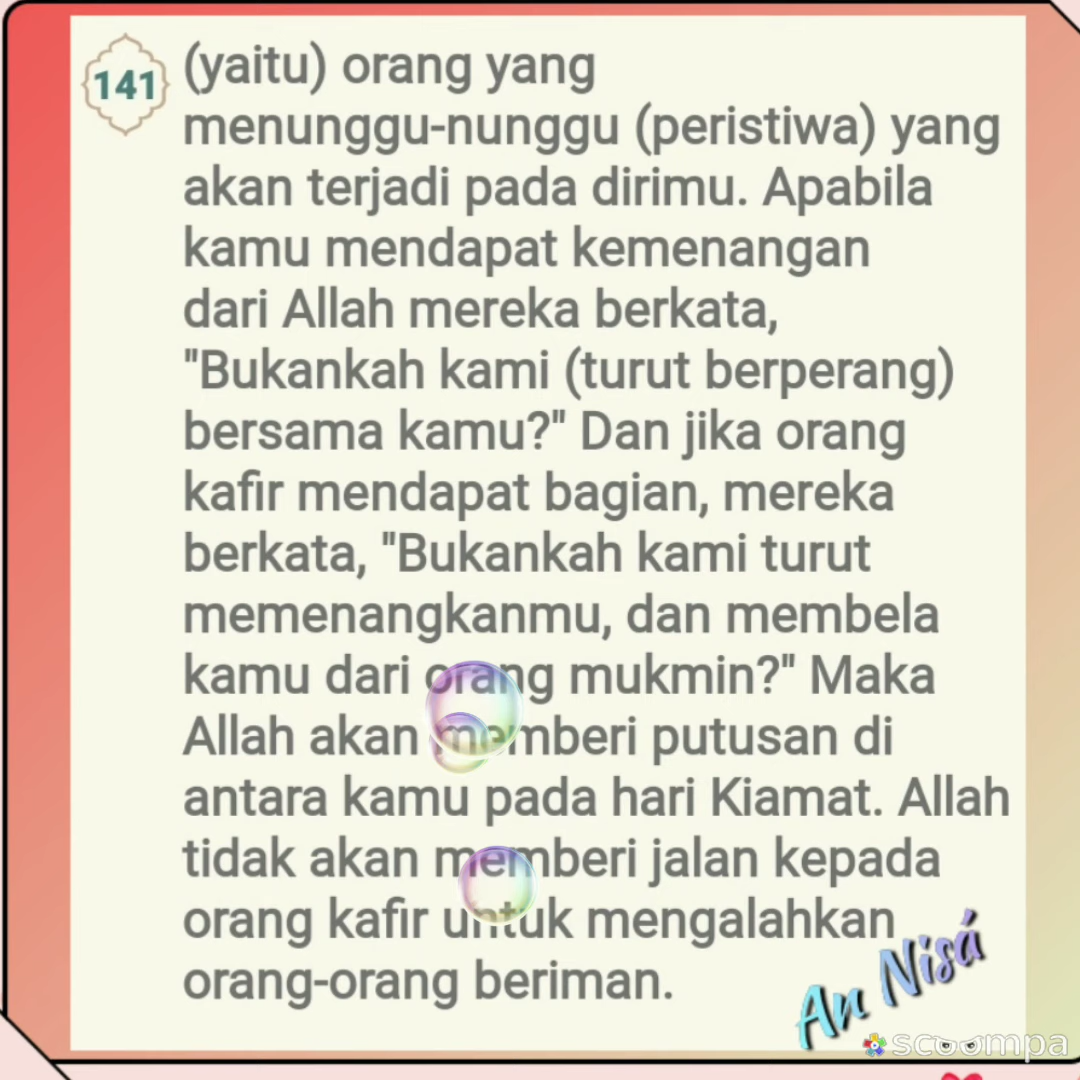 141
(yaitu) orang yang
menunggu-nunggu (peristiwa) yang
akan terjadi pada dirimu. Apabila
kamu mendapat kemenangan
dari Allah mereka berkata,
"Bukankah kami (turut berperang)
bersama kamu?" Dan jika orang
kafir mendapat bagian, mereka
berkata, "Bukankah kami turut
memenangkanmu, dan membela
kamu dari orang mukmin?" Maka
Allah akan memberi putusan di
antara kamu pada hari Kiamat. Allah
tidak akan memberi jalan kepada
orang kafir untuk mengalahkan
orang-orang beriman.
An Nisá
scoompa